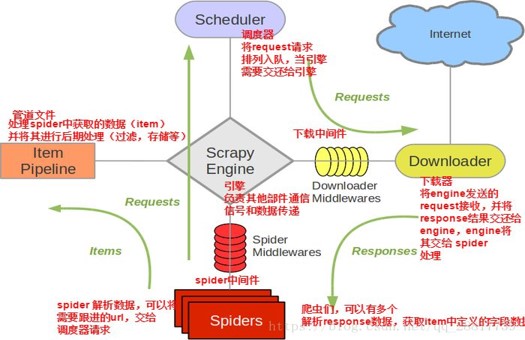 Scheduler
调度器
将request请求
排列入队，当引擎
需要交还给引擎
Internet
Requests
管道文件
处理spider中获取的数据（item）
并将其进行后期处理（过滤，存储等）
Item
Pipeline
Scrapy
Engine
引擎
负责其他部件通信
信号和数据传递
下载中间件
Downloader
Middlewares
Downloader
下载器
将engine发送的
request接收，并将
response结果交还给
engine，engine将
其交给 spider
处理
Requests
Items
Spider
Middlewares
Responses
spider中间件
spider 解析数据，可以将
需要跟进的url，交给
调度器请求
Spiders
爬虫们，可以有多个
解析response数据，获取item中定义的字段数据